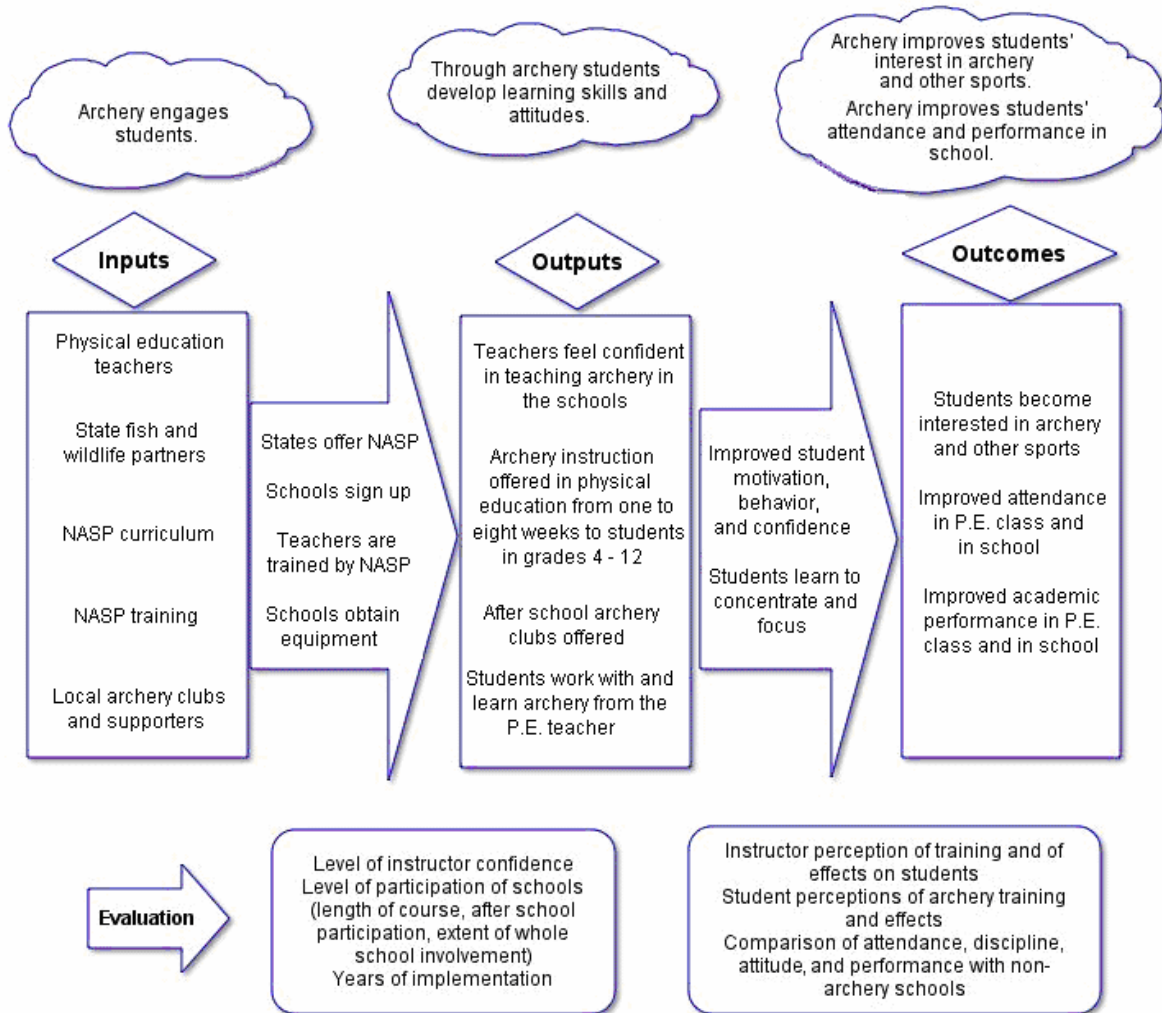 Archery engages
students.
Through archery students
develop learning skills and
attitudes.
Archery improves students'
interest in archery
and other sports.
Archery improves students'
attendance and performance in
school.
Inputs
Outputs
Outcomes
Physical education
teachers
State fish and
wildlife partners
NASP curriculum
NASP training
Local archery clubs
and supporters
States offer NASP
Schools sign up
Teachers are
trained by NASP
Schools obtain
equipment
Teachers feel confident
in teaching archery in
the schools
Archery instruction
offered in physical
education from one to
eight weeks to students
in grades 4 - 12
After school archery
clubs offered
Students work with and
learn archery from the
P.E. teacher
Improved student
motivation,
behavior,
and confidence
Students learn to
concentrate and
focus
Students become
interested in archery
and other sports
Improved attendance
in P.E. class and
in school
Improved academic
performance in P.E.
class and in school
Evaluation
Level of instructor confidence
Level of participation of schools
(length of course, after school
participation, extent of whole
school involvement)
Years of implementation
Instructor perception of training and of
effects on students
Student perceptions of archery training
and effects
Comparison of attendance, discipline,
attitude, and performance with non-
archery schools